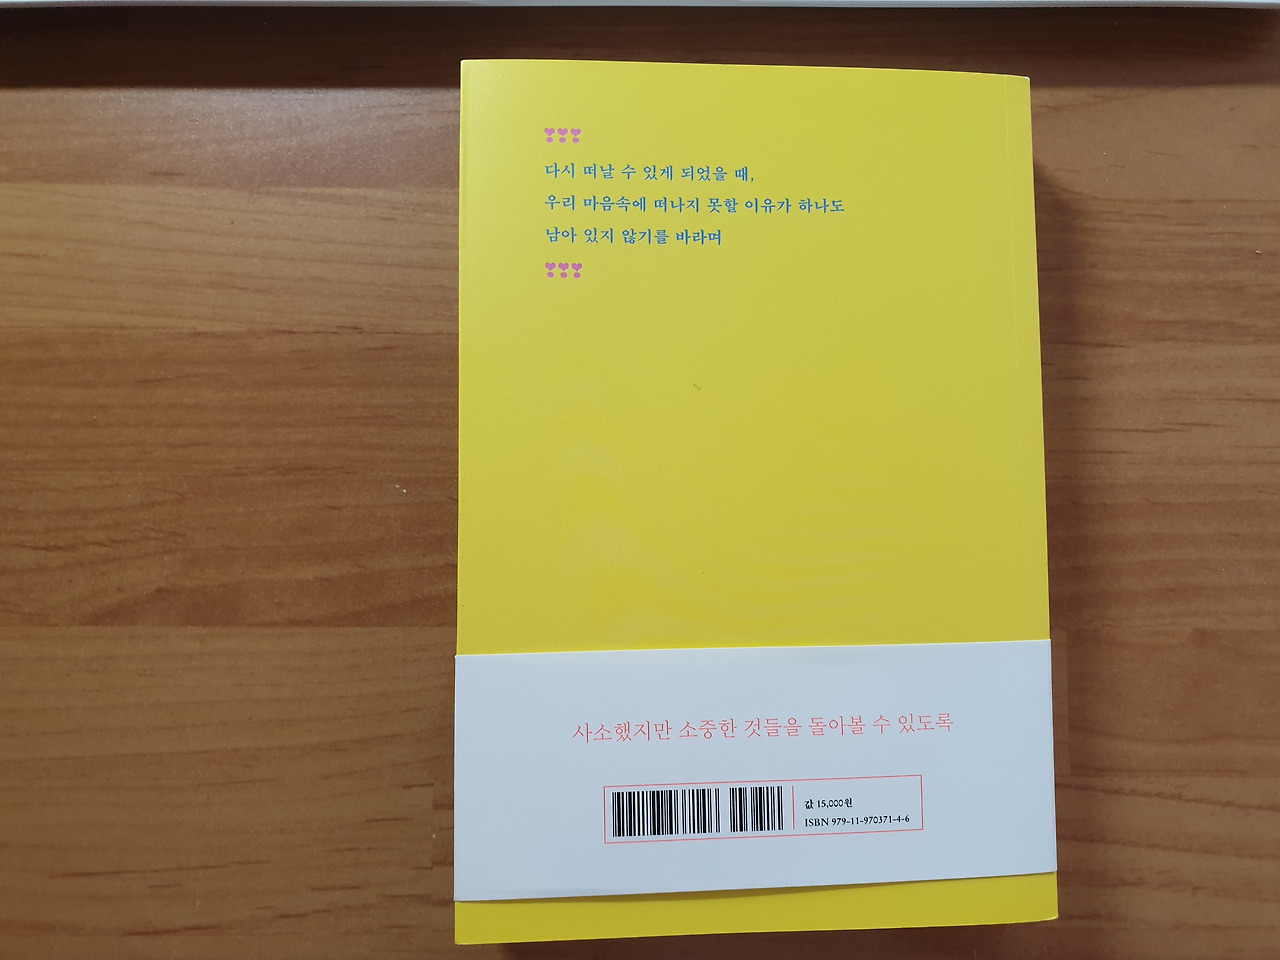 다시 떠날 수 있게 되었을 때,
우리 마음속에 떠나지 못할 이유가 하나도
남아 있지 않기를 바라며
사소했지만 소중한 것들을 돌아볼 수 있도록
값 15,000원
ISBN 979-11-970371-4-6